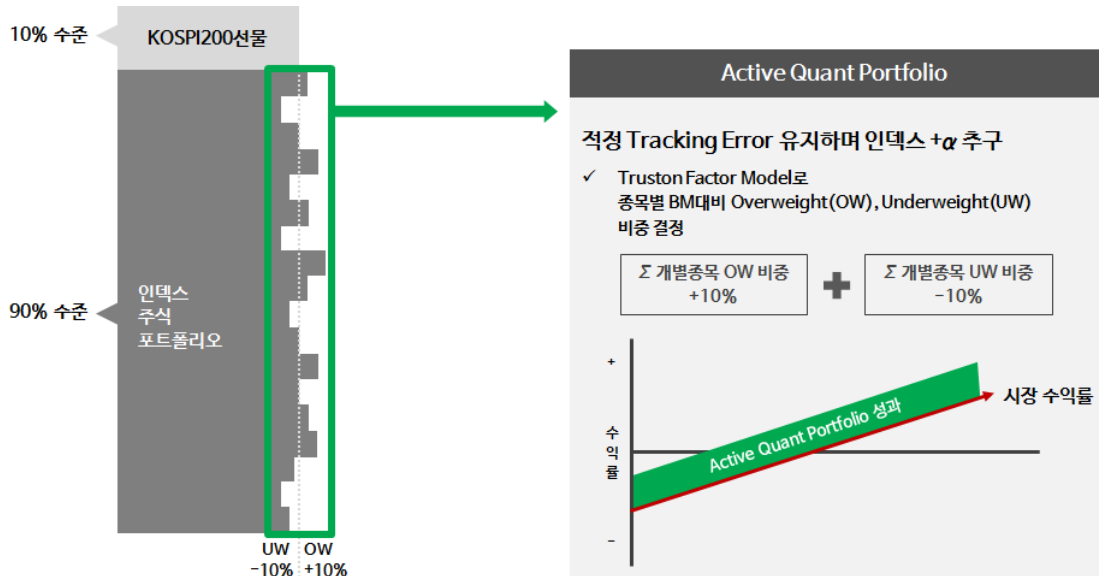 10% 수준
KOSPI200선물
90% 수준
인덱스
주식
포트폴리오
UW
-10%
OW
+10%
Active Quant Portfolio
적정 Tracking Error 유지하며 인덱스 +α 추구
✓ Truston Factor Model로
종목별 BM대비 Overweight(OW), Underweight(UW)
비중 결정
Σ 개별종목 OW 비중
+10%
+
Σ 개별종목 UW 비중
-10%
+
수
익
률
-
Active Quant Portfolio 성과
시장 수익률